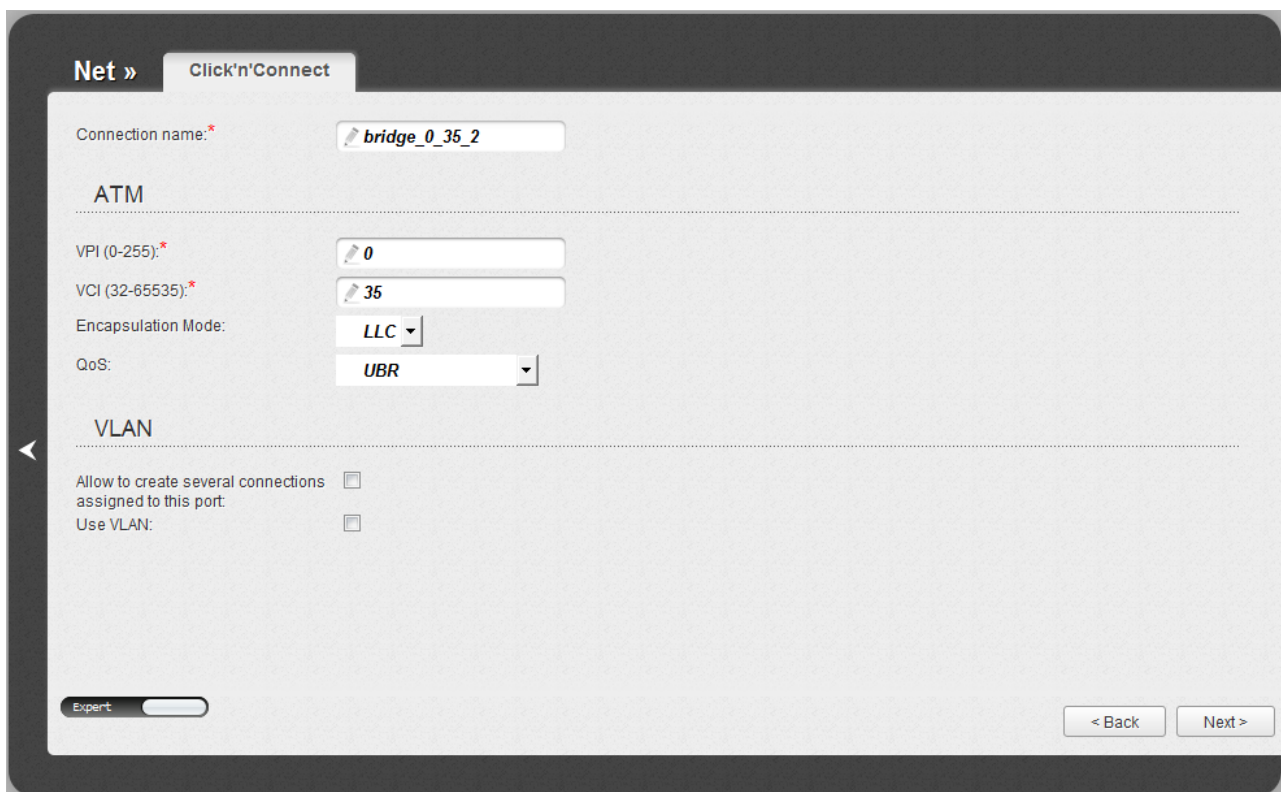 Net »
Click'n'Connect
Connection name:* bridge_0_35_2
ATM
VPI (0-255):* 0
VCI (32-65535):* 35
Encapsulation Mode: LLC
QoS: UBR
VLAN
Allow to create several connections
assigned to this port:
Use VLAN:
Expert
< Back Next >